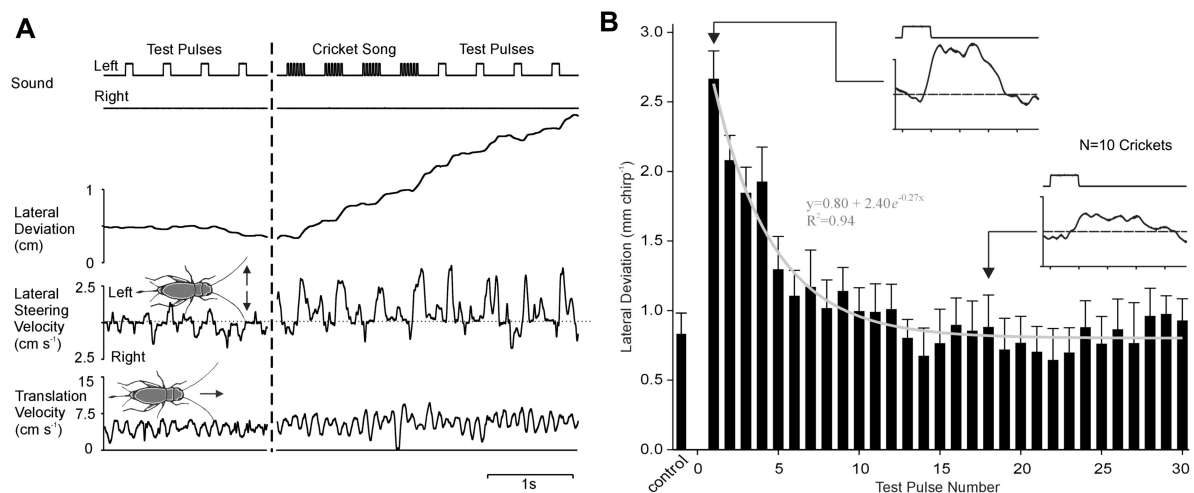 A
Test Pulses
Cricket Song
Test Pulses
Left
Sound
Right
1
Lateral
Deviation
(cm)
0
2.5
Left
Lateral
Steering
Velocity
(cm s-1)
2.5
Right
15
Translation
Velocity
7.5
(cm s-1)
0
1s
B
3.0
2.5
2.0
1.5
1.0
0.5
0.0
Lateral Deviation (mm chirp-1)
N=10 Crickets
y=0.80 + 2.40e-0.27x
R2=0.94
control
0 5 10 15 20 25 30
Test Pulse Number